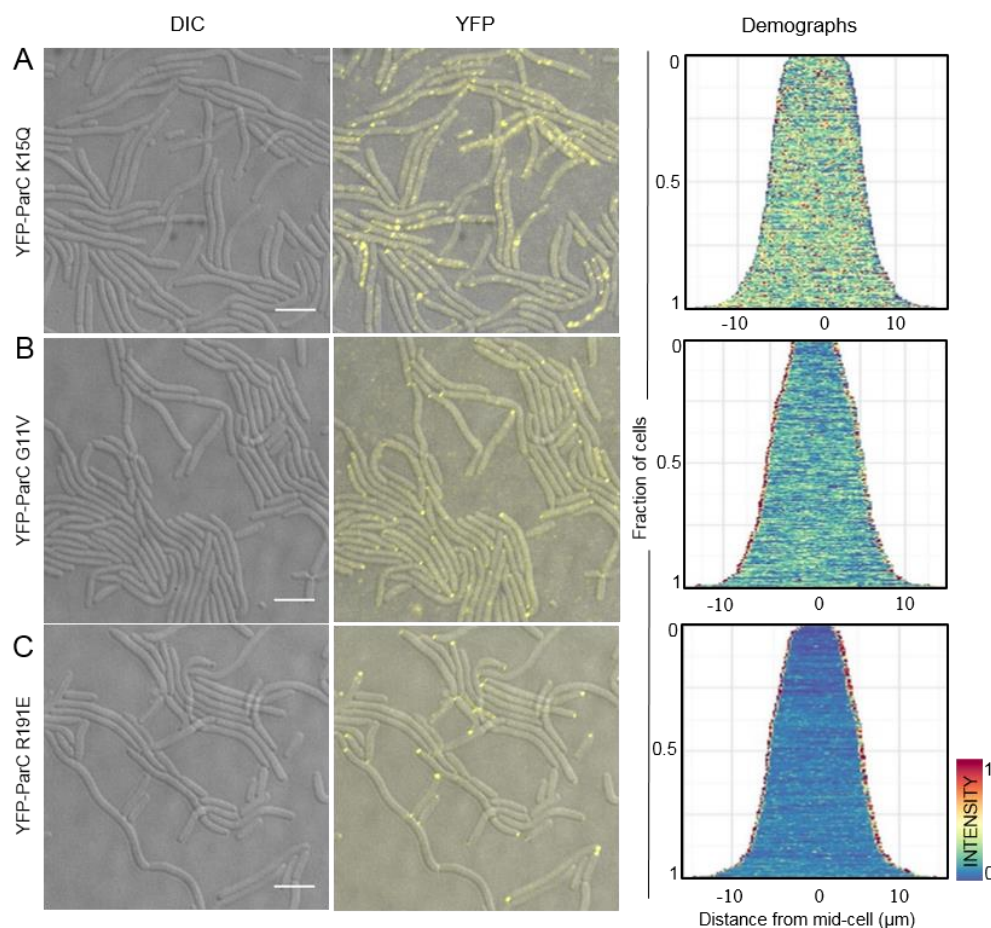 DIC YFP Demographs
A
YFP-ParC K15Q
0
0.5
1
-10 0 10
B
YFP-ParC G11V
0
0.5
1
-10 0 10
Fraction of cells
C
YFP-ParC R191E
0
0.5
1
-10 0 10
Distance from mid-cell (µm)
INTENSITY
1
0